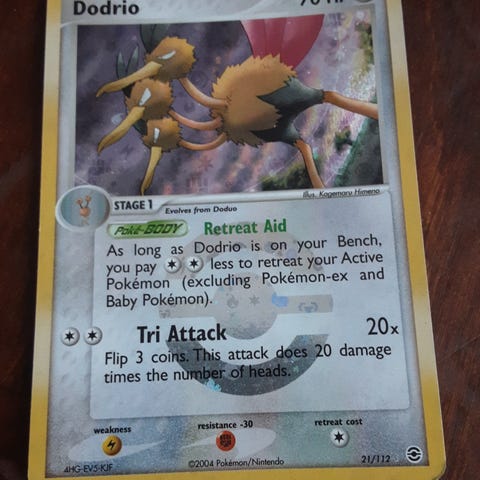 Dodrio 70 HP
Illus. Kagemaru Himeno
STAGE 1
Evolves from Doduo
Poké-BODY Retreat Aid
As long as Dodrio is on your Bench,
you pay less to retreat your Active
Pokémon (excluding Pokémon-ex and
Baby Pokémon).
Tri Attack 20x
Flip 3 coins. This attack does 20 damage
times the number of heads.
weakness resistance -30 retreat cost
4HG-EV5-KJF ©2004 Pokémon/Nintendo 21/112